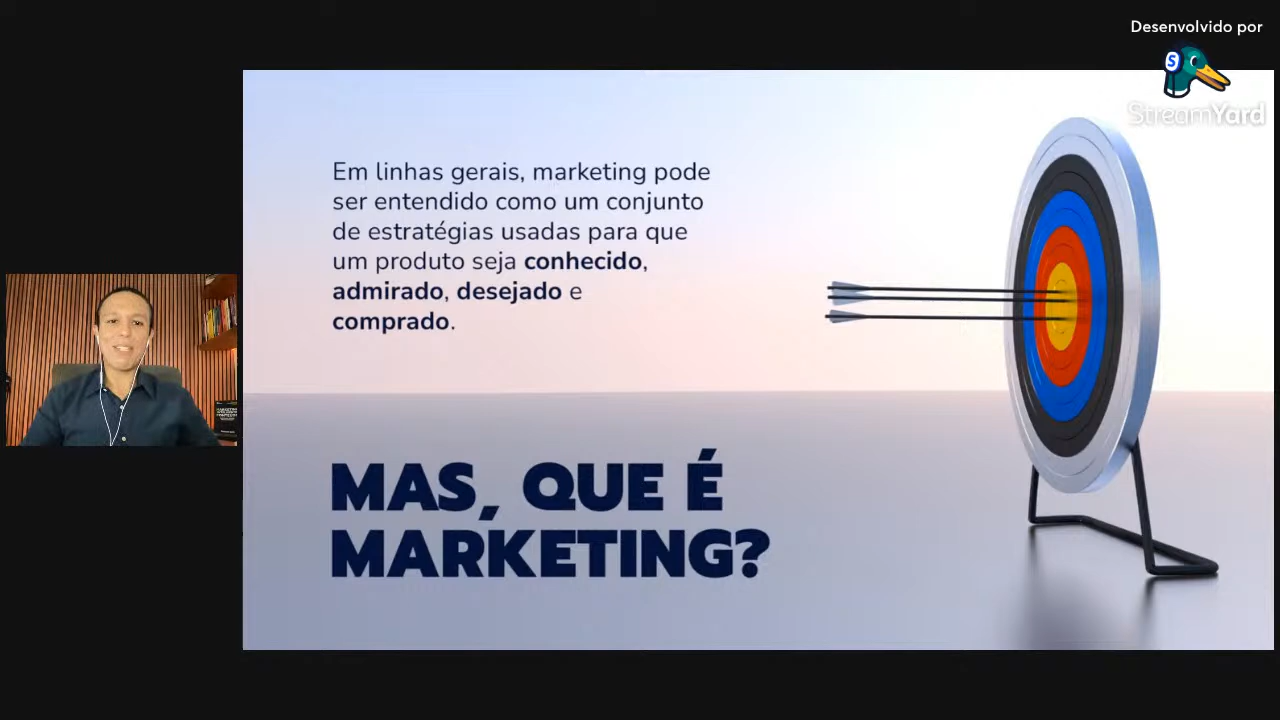 Desenvolvido por
StreamYard
Em linhas gerais, marketing pode
ser entendido como um conjunto
de estratégias usadas para que
um produto seja conhecido,
admirado, desejado e
comprado.
MAS, QUE É
MARKETING?